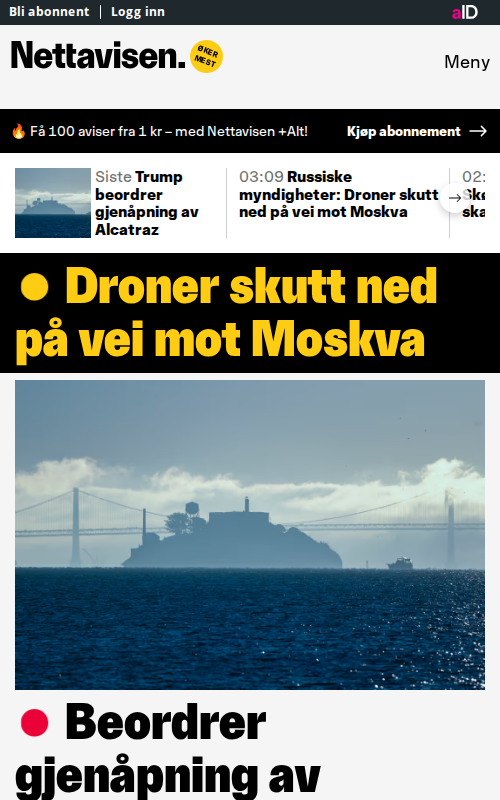 Bli abonnent | Logg inn
aID
Nettavisen.
ØKER
MEST
Meny
🔥 Få 100 aviser fra 1 kr – med Nettavisen +Alt!
Kjøp abonnement →
Siste Trump
beordrer
gjenåpning av
Alcatraz
03:09 Russiske
myndigheter: Droner skutt
ned på vei mot Moskva
02:
Droner skutt ned
på vei mot Moskva
Beordrer
gjenåpning av